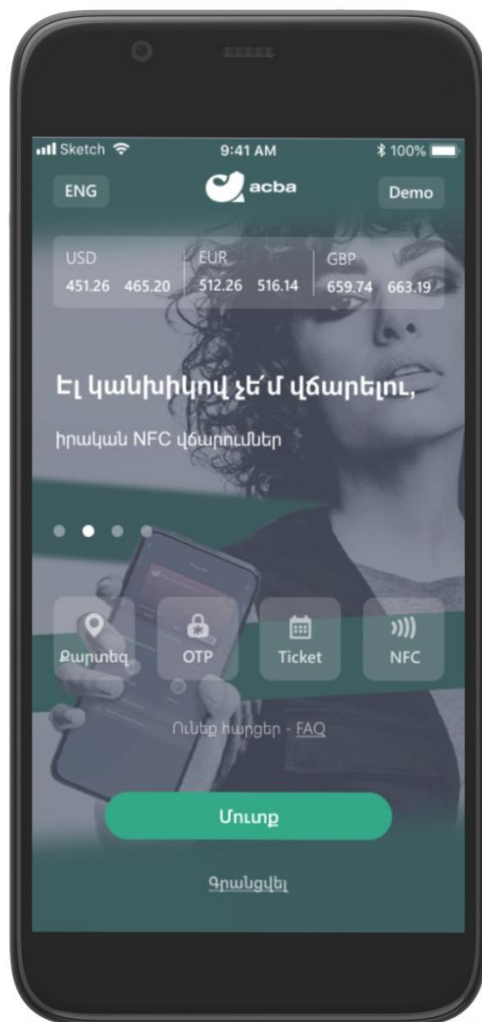 Sketch 9:41 AM 100%
ENG acba Demo
USD EUR GBP
451.26 465.20 512.26 516.14 659.74 663.19
Էլ կանխիկով չե՛մ վճարելու,
իրական NFC վճարումներ
Քարտեզ OTP Ticket NFC
Ունեք հարցեր - FAQ
Մուտք
Գրանցվել